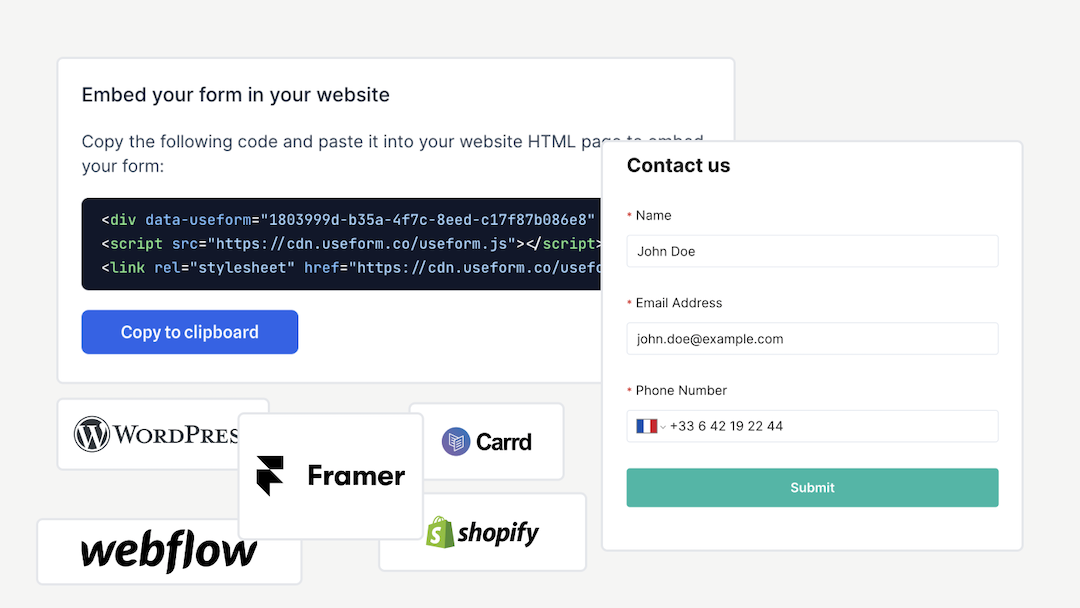 Embed your form in your website
Copy the following code and paste it into your website HTML page to embed
your form:
<div data-useform="1803999d-b35a-4f7c-8eed-c17f87b086e8"
<script src="https://cdn.useform.co/useform.js"></script>
<link rel="stylesheet" href="https://cdn.useform.co/usefo
Copy to clipboard
Contact us
* Name
John Doe
* Email Address
john.doe@example.com
* Phone Number
+33 6 42 19 22 44
Submit
WORDPRES
Framer
Carrd
webflow
shopify